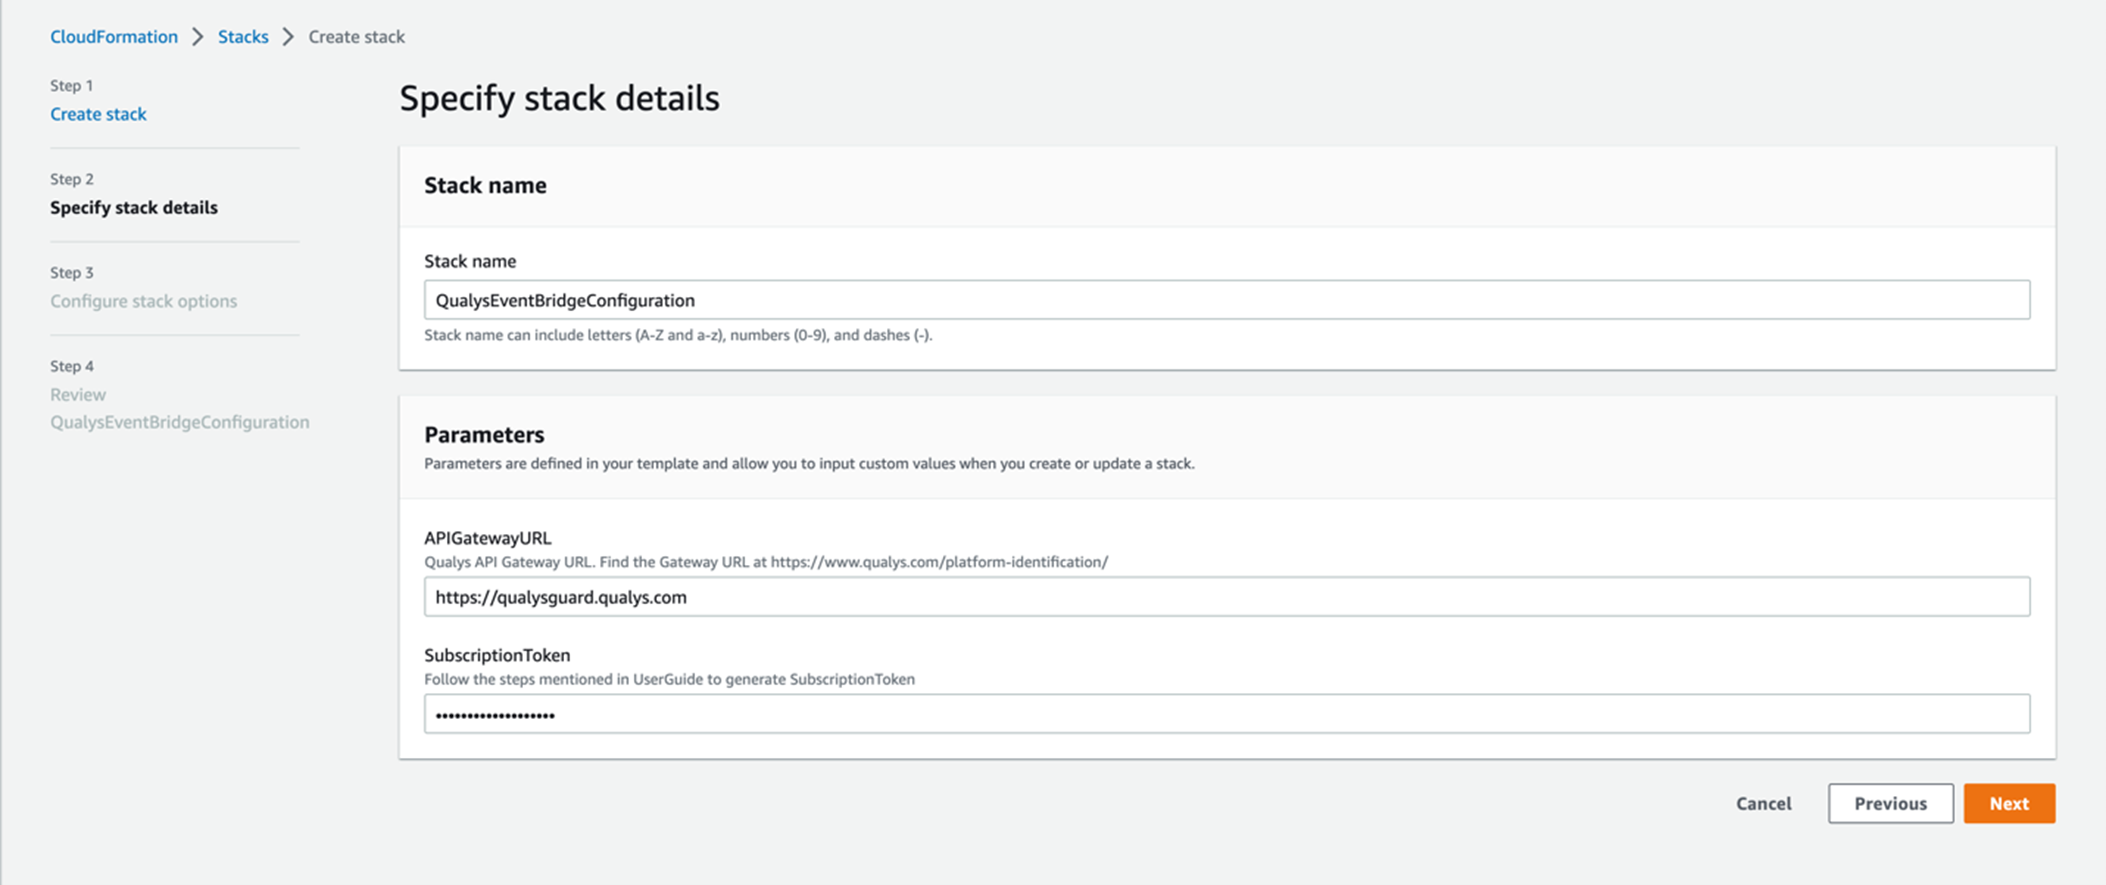 CloudFormation > Stacks > Create stack
Step 1
Create stack
Step 2
Specify stack details
Step 3
Configure stack options
Step 4
Review
QualysEventBridgeConfiguration
Specify stack details
Stack name
Stack name
QualysEventBridgeConfiguration
Stack name can include letters (A-Z and a-z), numbers (0-9), and dashes (-).
Parameters
Parameters are defined in your template and allow you to input custom values when you create or update a stack.
APIGatewayURL
Qualys API Gateway URL. Find the Gateway URL at https://www.qualys.com/platform-identification/
https://qualysguard.qualys.com
SubscriptionToken
Follow the steps mentioned in UserGuide to generate SubscriptionToken
•••••••••••••••••••
Cancel Previous Next